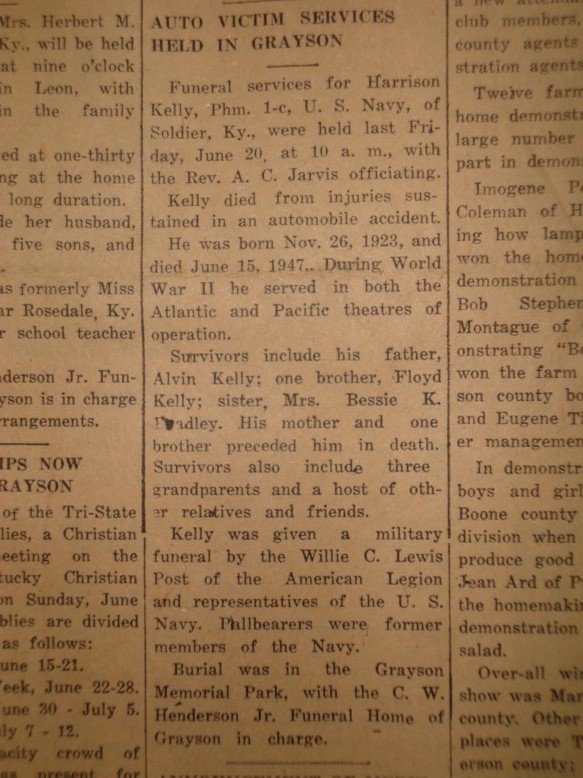 Mrs. Herbert M.
Ky., will be held
at nine o'clock
in Leon, with
in the family
ed at one-thirty
ng at the home
long duration.
de her husband,
five sons, and
as formerly Miss
ar Rosedale, Ky.
r school teacher
nderson Jr. Fun-
yson is in charge
rrangements.
IPS NOW
RAYSON
of the Tri-State
lies, a Christian
eeting on the
tucky Christian
on Sunday, June
blies are divided
as follows:
une 15-21.
eek, June 22-28.
une 30 - July 5.
ly 7 - 12.
acity crowd of
as present for
AUTO VICTIM SERVICES
HELD IN GRAYSON
Funeral services for Harrison
Kelly, Phm. 1-c, U. S. Navy, of
Soldier, Ky., were held last Fri-
day, June 20, at 10 a. m., with
the Rev. A. C. Jarvis officiating.
Kelly died from injuries sus-
tained in an automobile accident.
He was born Nov. 26, 1923, and
died June 15, 1947.. During World
War II he served in both the
Atlantic and Pacific theatres of
operation.
Survivors include his father,
Alvin Kelly; one brother, Floyd
Kelly; sister, Mrs. Bessie K.
His mother and one
brother preceded him in death.
Survivors also include three
grandparents and a host of oth-
er relatives and friends.
Kelly was given a military
funeral by the Willie C. Lewis
Post of the American Legion
and representatives of the U. S.
Navy. Pallbearers were former
members of the Navy.
Burial was in the Grayson
Memorial Park, with the C. W.
Henderson Jr. Funeral Home of
Grayson in charge.
a new
club members,
county agents
stration agents
Twelve farm
home demonstr
large number
part in demon
Imogene P
Coleman of H
ing how lamp
won the hom
demonstration
Bob Stephen
Montague of
onstrating "B
won the farm
son county bo
and Eugene Ti
er managemen
In demonstr
boys and girl
Boone county
division when
produce good
Jean Ard of P
the homemakin
demonstration
salad.
Over-all wi
show was Mar
county. Other
places were T
erson county;